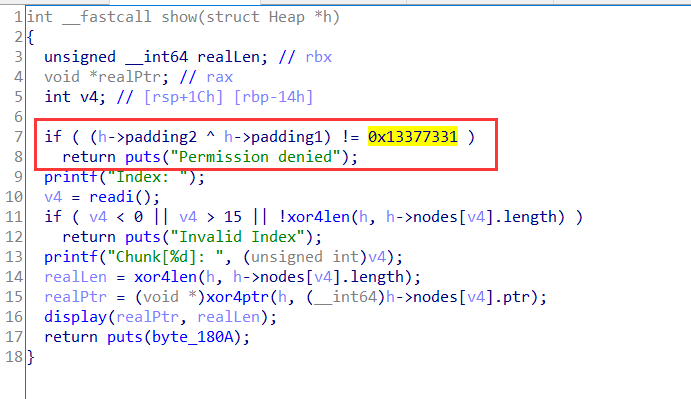 1 int __fastcall show(struct Heap *h)
2 {
3 unsigned __int64 realLen; // rbx
4 void *realPtr; // rax
5 int v4; // [rsp+1Ch] [rbp-14h]
6
7 if ( (h->padding2 ^ h->padding1) != 0x13377331 )
8 return puts("Permission denied");
9 printf("Index: ");
10 v4 = readi();
11 if ( v4 < 0 || v4 > 15 || !xor4len(h, h->nodes[v4].length) )
12 return puts("Invalid Index");
13 printf("Chunk[%d]: ", (unsigned int)v4);
14 realLen = xor4len(h, h->nodes[v4].length);
15 realPtr = (void *)xor4ptr(h, (__int64)h->nodes[v4].ptr);
16 display(realPtr, realLen);
17 return puts(byte_180A);
18 }